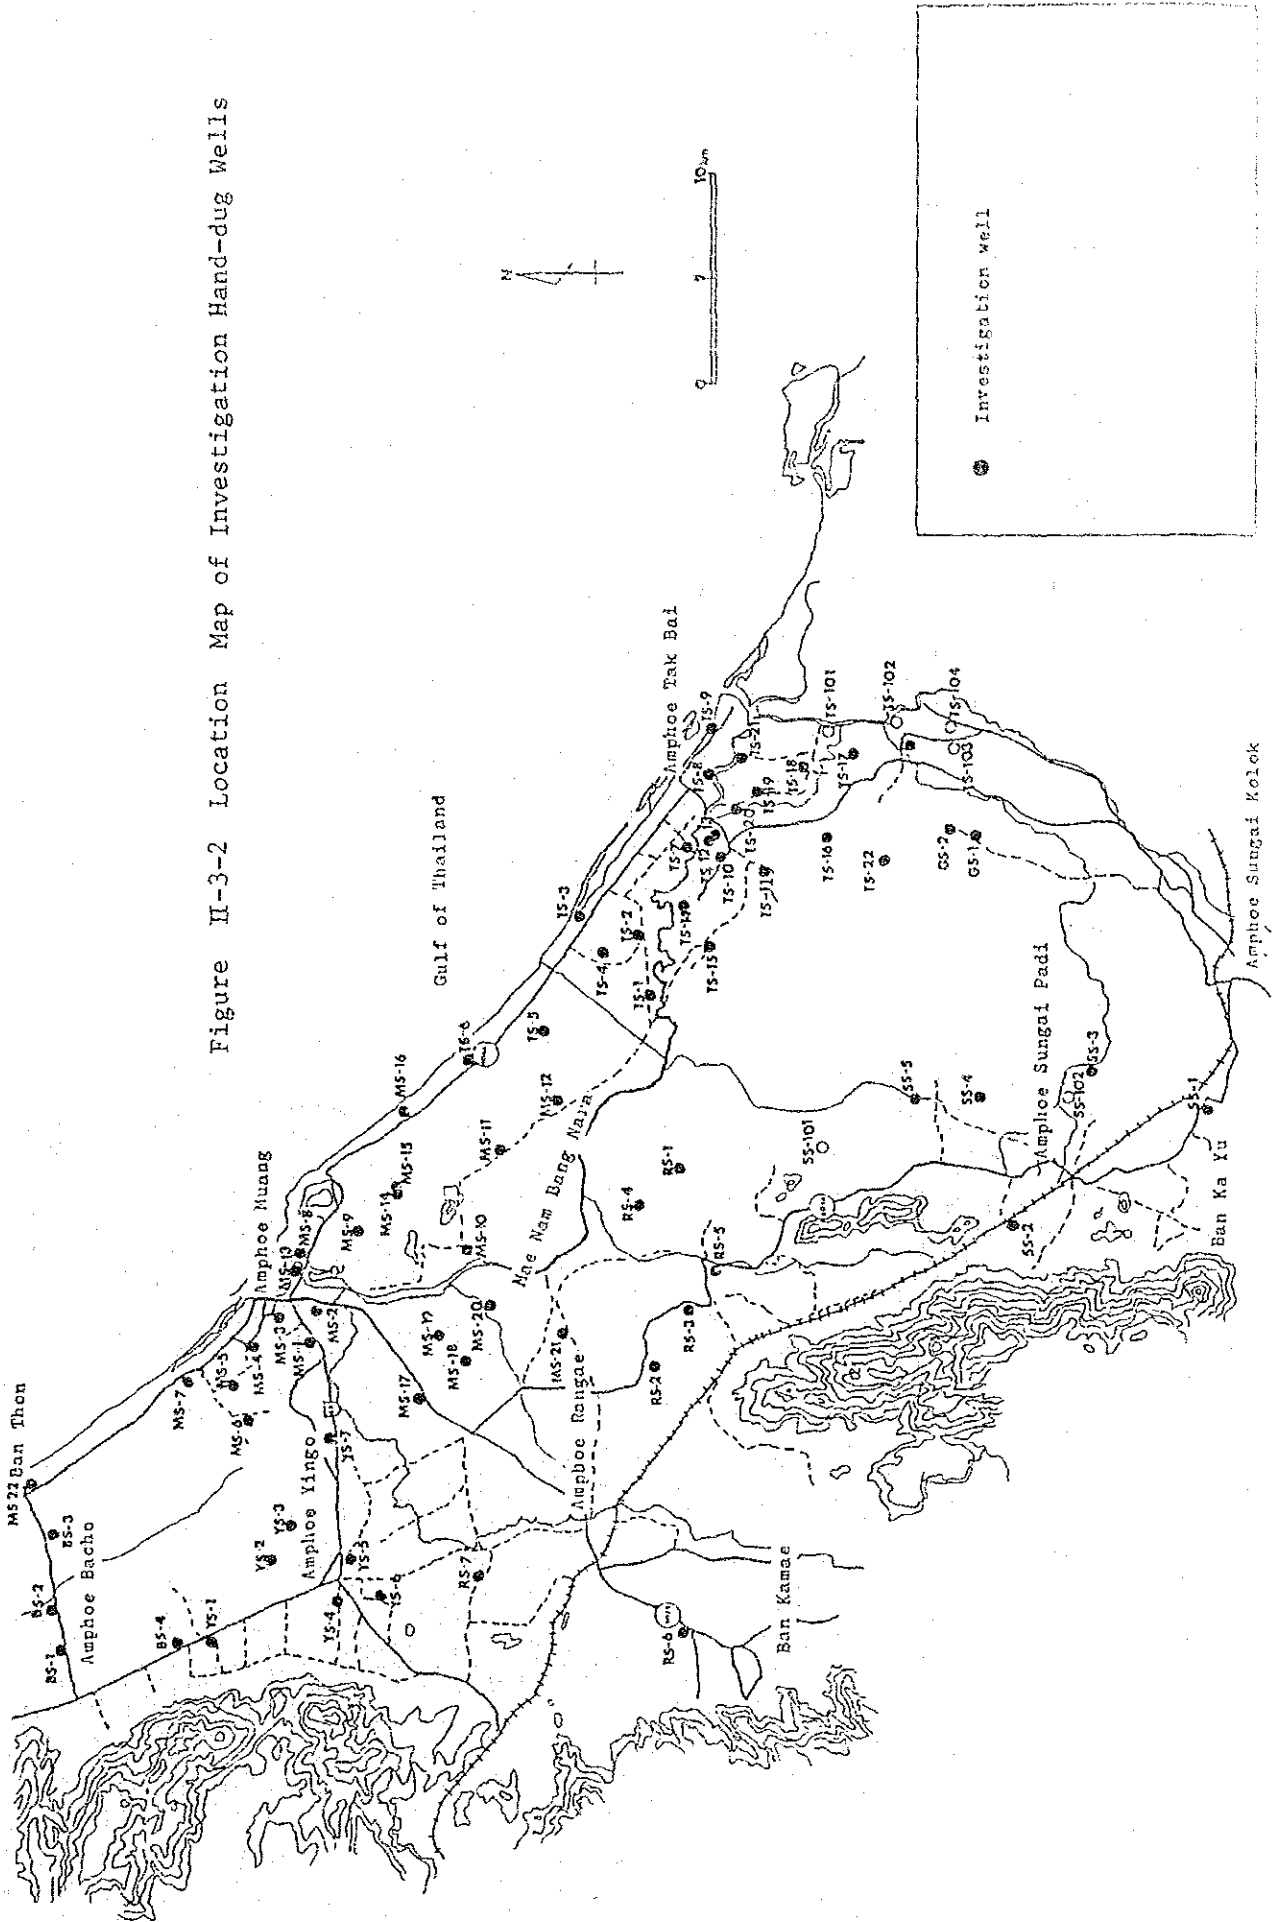 Figure II-3-2 Location Map of Investigation Hand-dug Wells
N
0
10 km
Investigation well
Gulf of Thailand
MS 22 Ban Thon
BS-3
BS-2
BS-1
Amphoe Bacho
BS-4
YS-1
YS-2
YS-3
Amphoe Yingo
YS-4
YS-5
YS-6
YS-7
MS-7
MS-5
MS-4
MS-6
MS-3
MS-1
MS-2
Amphoe Muang
MS-13
MS-8
MS-9
MS-14
MS-15
MS-16
MS-10
MS-11
MS-12
MS-17
MS-18
MS-19
MS-20
MS-21
Mae Nam Bang Nara
Amphoe Rangae
RS-1
RS-2
RS-3
RS-4
RS-5
RS-6
RS-7
Ban Kamae
TS-6
TS-5
TS-3
TS-4
TS-2
TS-1
TS-14
TS-15
TS-7
TS-12
13
TS-10
TS-20
TS-119
TS-19
TS-8
Amphoe Tak Bai
TS-9
TS-21
TS-18
TS-101
TS-17
TS-102
TS-103
TS-104
TS-16
TS-22
GS-2
GS-1
SS-5
SS-4
SS-101
Amphoe Sungai Padi
SS-102
SS-3
SS-2
SS-1
Ban Ka Yu
Amphoe Sungai Kolok